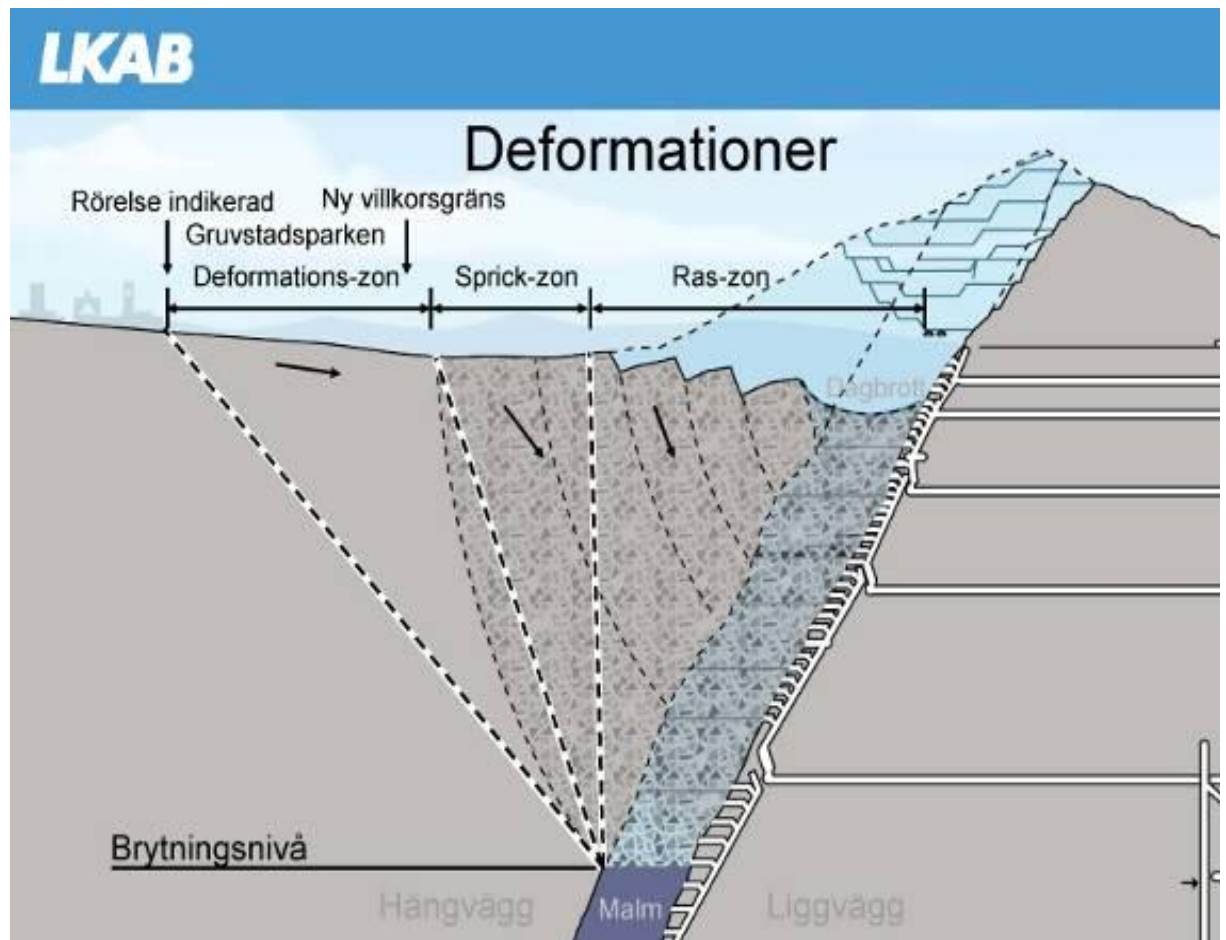 LKAB
Deformationer
Rörelse indikerad
Ny villkorsgräns
Gruvstadsparken
Deformations-zon
Sprick-zon
Ras-zon
Dagbrott
Brytningsnivå
Hängvägg
Malm
Liggvägg